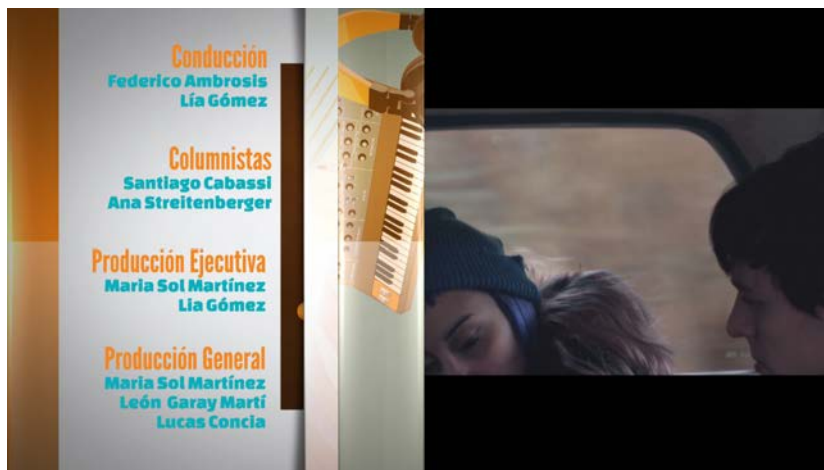 Conducción
Federico Ambrosis
Lía Gómez
Columnistas
Santiago Cabassi
Ana Streitenberger
Producción Ejecutiva
Maria Sol Martínez
Lia Gómez
Producción General
Maria Sol Martínez
León Garay Martí
Lucas Concia